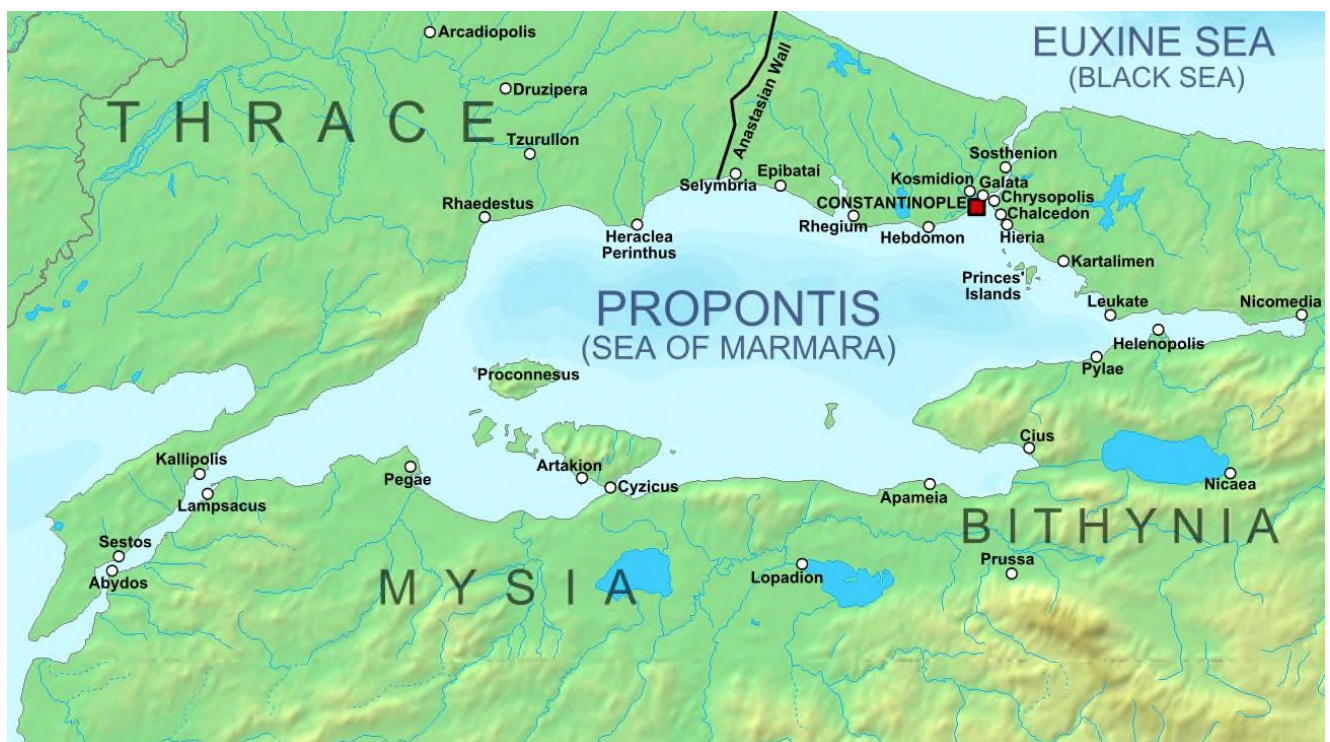 Arcadiopolis
EUXINE SEA
(BLACK SEA)
Druzipera
THRACE
Anastasian Wall
Tzurullon
Sosthenion
Selymbria
Epibatai
Kosmidion
Galata
CONSTANTINOPLE
Chrysopolis
Rhaedestus
Chalcedon
Heraclea
Perinthus
Rhegium
Hebdomon
Hieria
Kartalimen
Princes'
Islands
PROPONTIS
(SEA OF MARMARA)
Leukate
Nicomedia
Helenopolis
Pylae
Proconnesus
Cius
Kallipolis
Pegae
Artakion
Cyzicus
Apameia
Nicaea
Lampsacus
BITHYNIA
Sestos
Abydos
MYSIA
Lopadion
Prussa